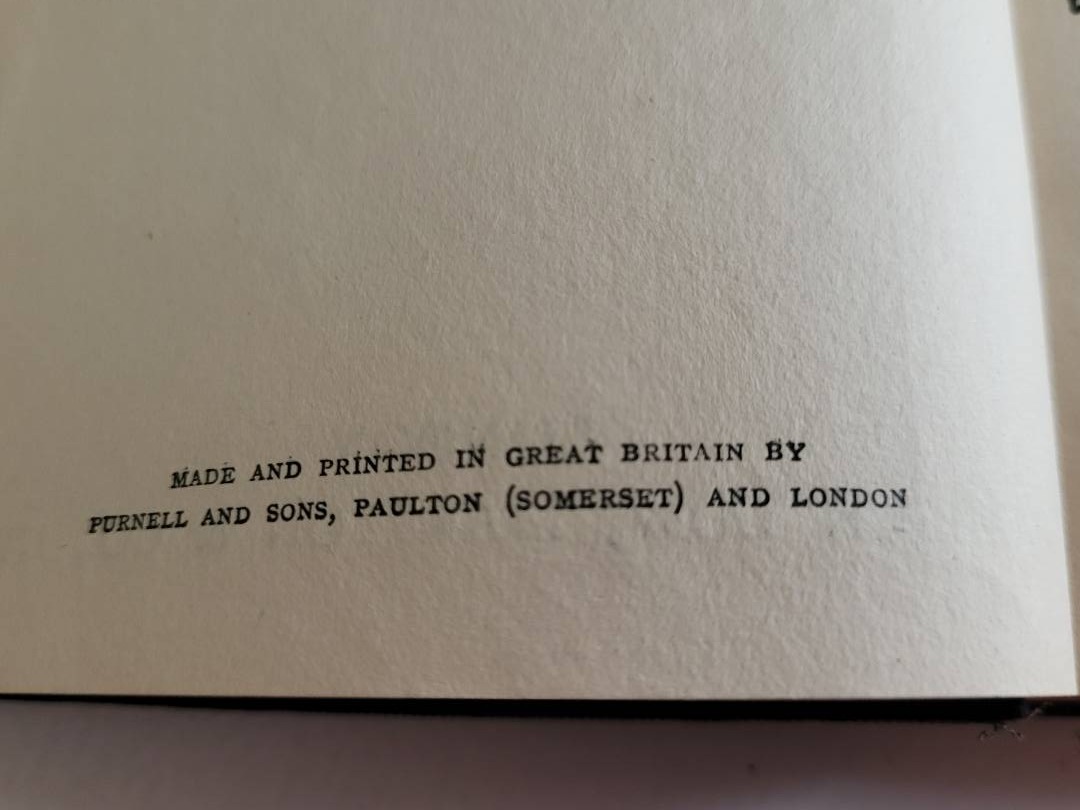 MADE AND PRINTED IN GREAT BRITAIN BY
PURNELL AND SONS, PAULTON (SOMERSET) AND LONDON